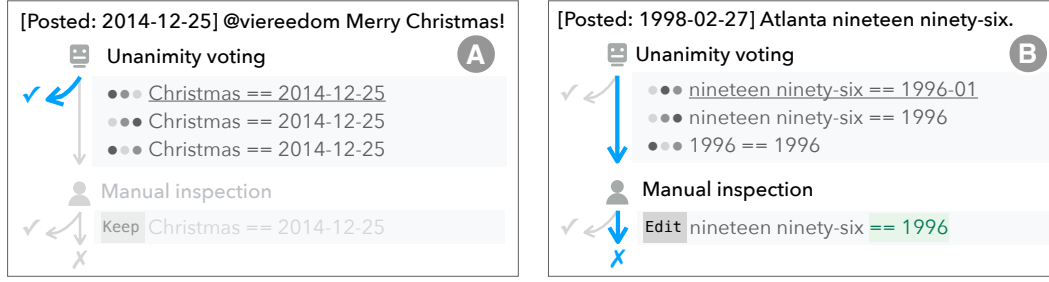 [Posted: 2014-12-25] @viereedom Merry Christmas!
Unanimity voting
A
✓
Christmas == 2014-12-25
Christmas == 2014-12-25
Christmas == 2014-12-25
Manual inspection
✓
Keep Christmas == 2014-12-25
✗
[Posted: 1998-02-27] Atlanta nineteen ninety-six.
Unanimity voting
B
✓
nineteen ninety-six == 1996-01
nineteen ninety-six == 1996
1996 == 1996
Manual inspection
✓
Edit nineteen ninety-six == 1996
✗